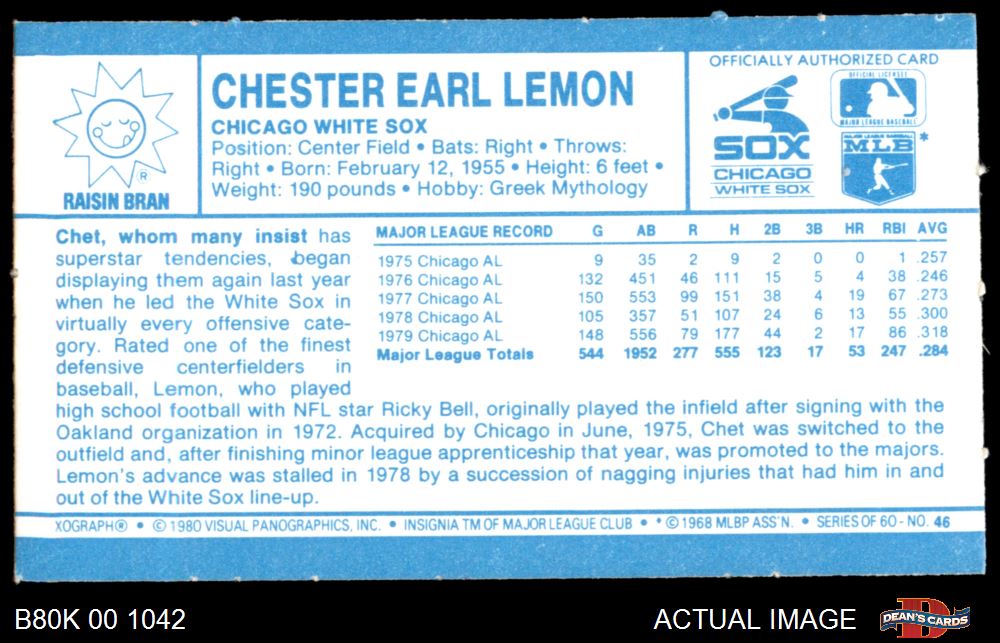 RAISIN BRAN
®
CHESTER EARL LEMON
CHICAGO WHITE SOX
Position: Center Field • Bats: Right • Throws:
Right • Born: February 12, 1955 • Height: 6 feet •
Weight: 190 pounds • Hobby: Greek Mythology
OFFICIALLY AUTHORIZED CARD
SOX
CHICAGO
WHITE SOX
OFFICIAL LICENSEE
MAJOR LEAGUE BASEBALL
MAJOR LEAGUE BASEBALL
MLB
*
Chet, whom many insist has
superstar tendencies, began
displaying them again last year
when he led the White Sox in
virtually every offensive cate-
gory. Rated one of the finest
defensive centerfielders in
baseball, Lemon, who played
high school football with NFL star Ricky Bell, originally played the infield after signing with the
Oakland organization in 1972. Acquired by Chicago in June, 1975, Chet was switched to the
outfield and, after finishing minor league apprenticeship that year, was promoted to the majors.
Lemon's advance was stalled in 1978 by a succession of nagging injuries that had him in and
out of the White Sox line-up.
MAJOR LEAGUE RECORD G AB R H 2B 3B HR RBI AVG
1975 Chicago AL 9 35 2 9 2 0 0 1 .257
1976 Chicago AL 132 451 46 111 15 5 4 38 .246
1977 Chicago AL 150 553 99 151 38 4 19 67 .273
1978 Chicago AL 105 357 51 107 24 6 13 55 .300
1979 Chicago AL 148 556 79 177 44 2 17 86 .318
Major League Totals 544 1952 277 555 123 17 53 247 .284
XOGRAPH® • © 1980 VISUAL PANOGRAPHICS, INC. • INSIGNIA TM OF MAJOR LEAGUE CLUB • * © 1968 MLBP ASS'N. • SERIES OF 60 - NO. 46
B80K 00 1042
ACTUAL IMAGE
D
DEAN'S CARDS